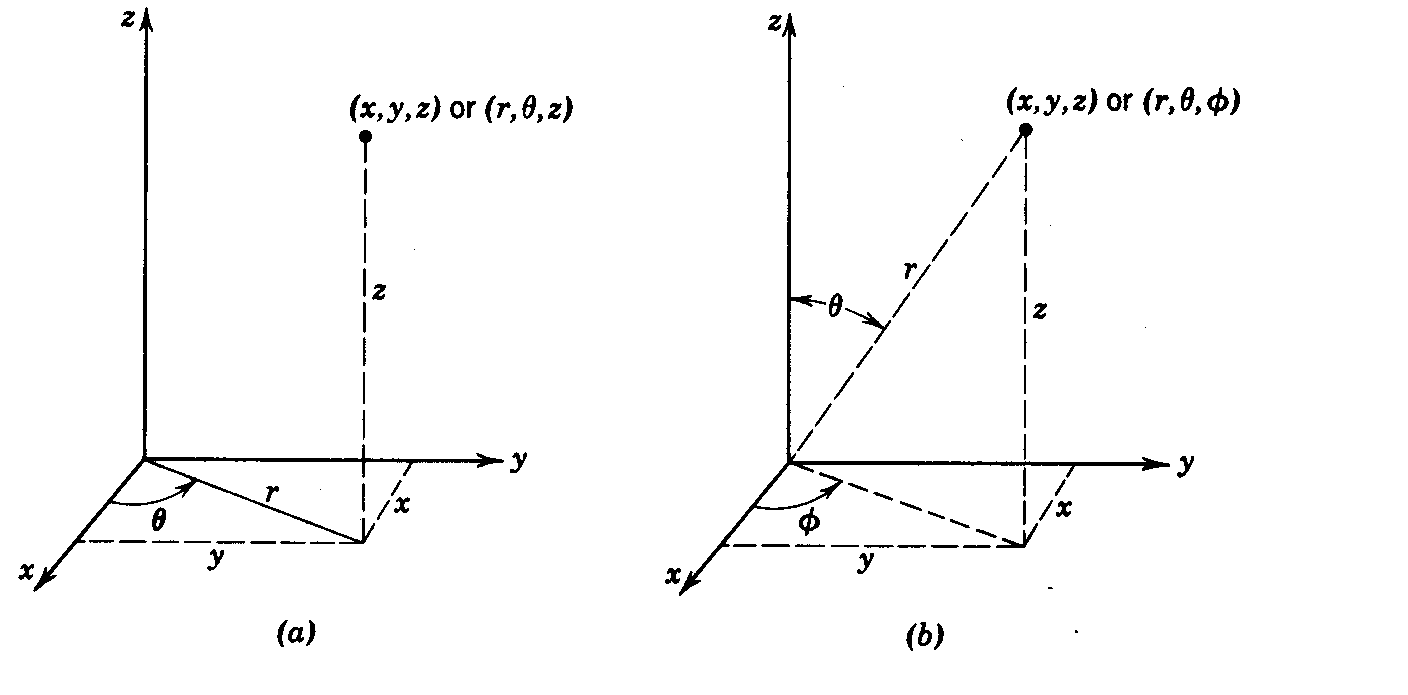 z
(x, y, z) or (r, θ, z)
z
y
r
x
θ
y
x
(a)
z
(x, y, z) or (r, θ, ϕ)
r
θ
z
y
x
ϕ
y
x
(b)